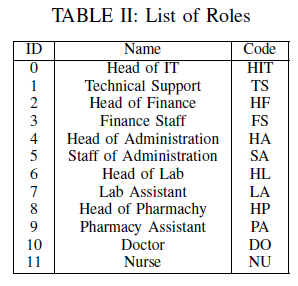 TABLE II: List of Roles
ID Name Code
0 Head of IT HIT
1 Technical Support TS
2 Head of Finance HF
3 Finance Staff FS
4 Head of Administration HA
5 Staff of Administration SA
6 Head of Lab HL
7 Lab Assistant LA
8 Head of Pharmachy HP
9 Pharmacy Assistant PA
10 Doctor DO
11 Nurse NU